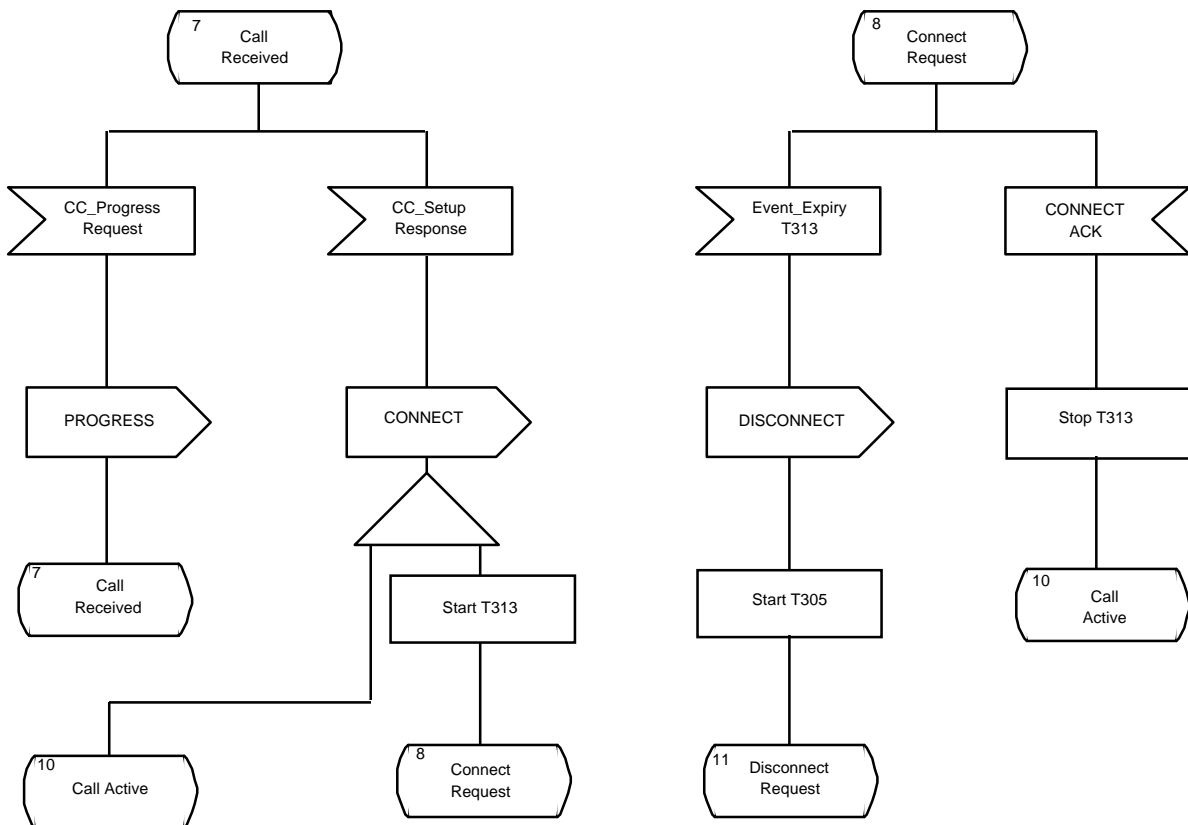 7
Call
Received
8
Connect
Request
CC_Progress
Request
CC_Setup
Response
Event_Expiry
T313
CONNECT
ACK
PROGRESS
CONNECT
DISCONNECT
Stop T313
7
Call
Received
Start T313
Start T305
10
Call
Active
10
Call Active
8
Connect
Request
11
Disconnect
Request